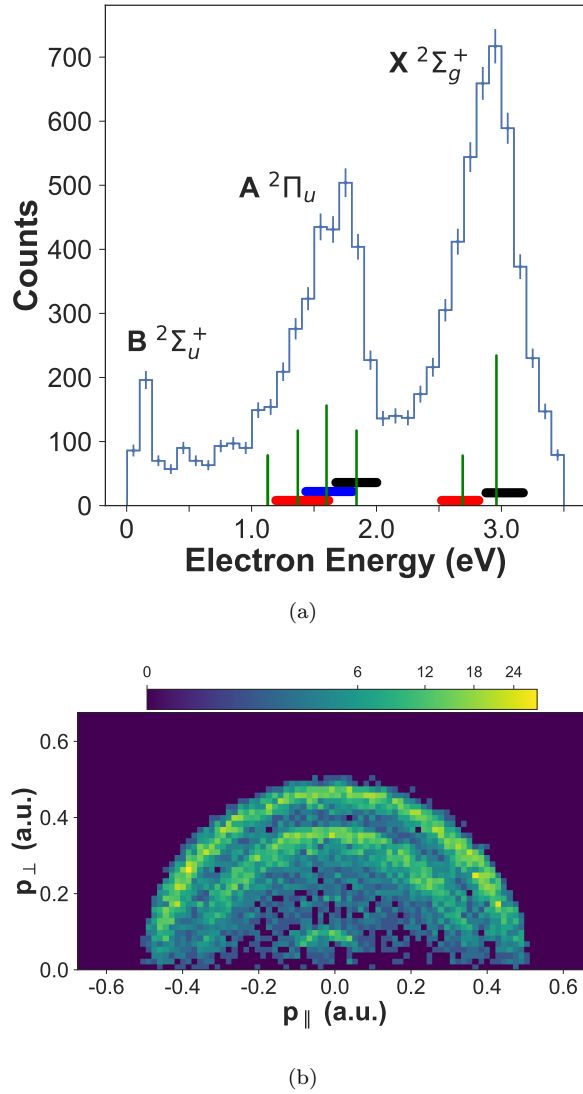 700
X ²Σg⁺
600
500
A ²Πu
400
Counts
300
B ²Σu⁺
200
100
0
0 1.0 2.0 3.0
Electron Energy (eV)
(a)
0 6 12 18 24
0.6
0.4
p⊥ (a.u.)
0.2
0.0
-0.6 -0.4 -0.2 0.0 0.2 0.4 0.6
p∥ (a.u.)
(b)